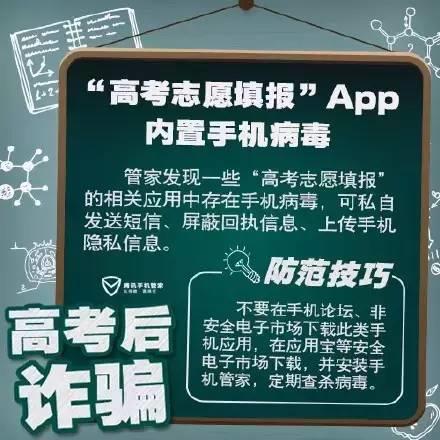 “高考志愿填报”App
内置手机病毒
管家发现一些“高考志愿填报”
的相关应用中存在手机病毒，可私自
发送短信、屏蔽回执信息、上传手机
隐私信息。
腾讯手机管家
防范技巧
不要在手机论坛、非
安全电子市场下载此类手
机应用，在应用宝等安全
电子市场下载，并安装手
机管家，定期查杀病毒。
高考后
诈骗